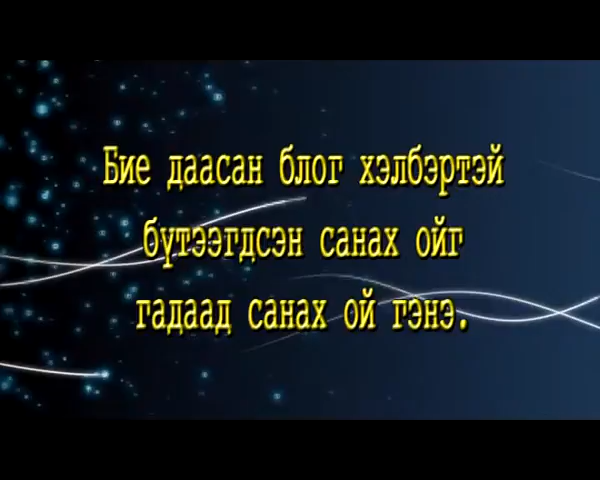 Бие даасан блог хэлбэртэй
бүтээгдсэн санах ойг
гадаад санах ой гэнэ.